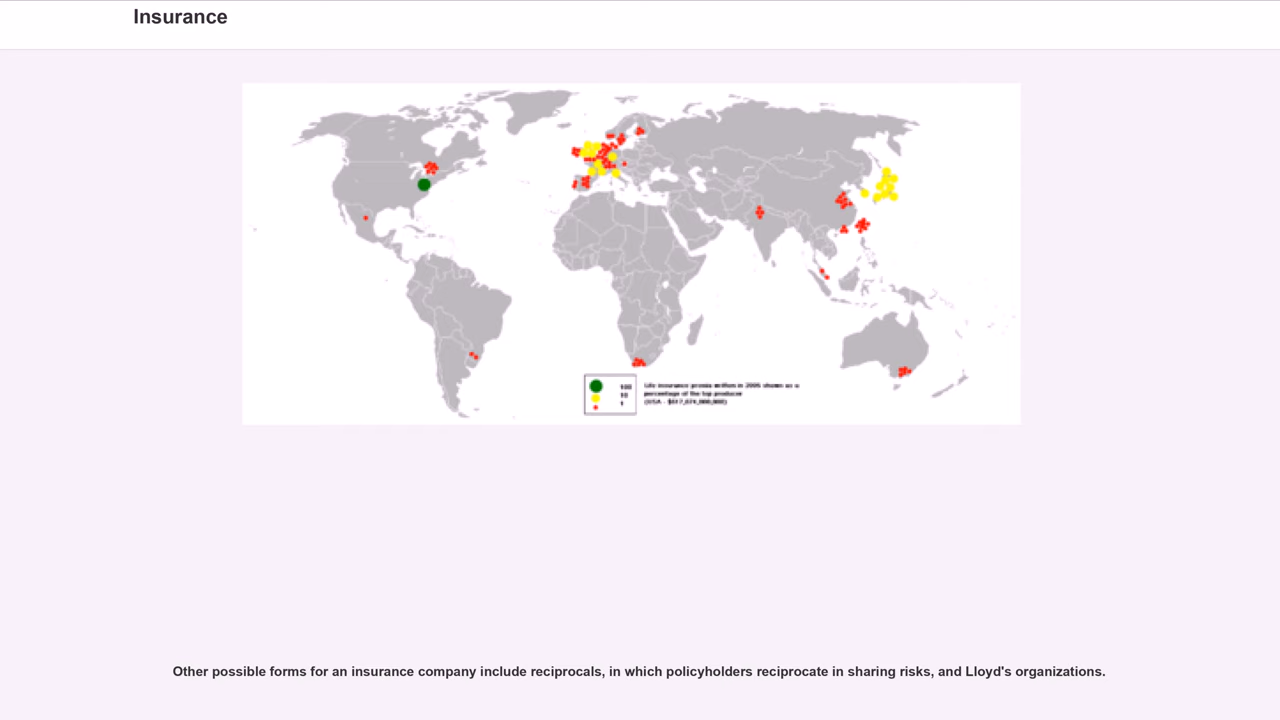 Insurance
100
10
1
Life insurance premia written in 2005 shown as a
percentage of the top producer
Other possible forms for an insurance company include reciprocals, in which policyholders reciprocate in sharing risks, and Lloyd's organizations.